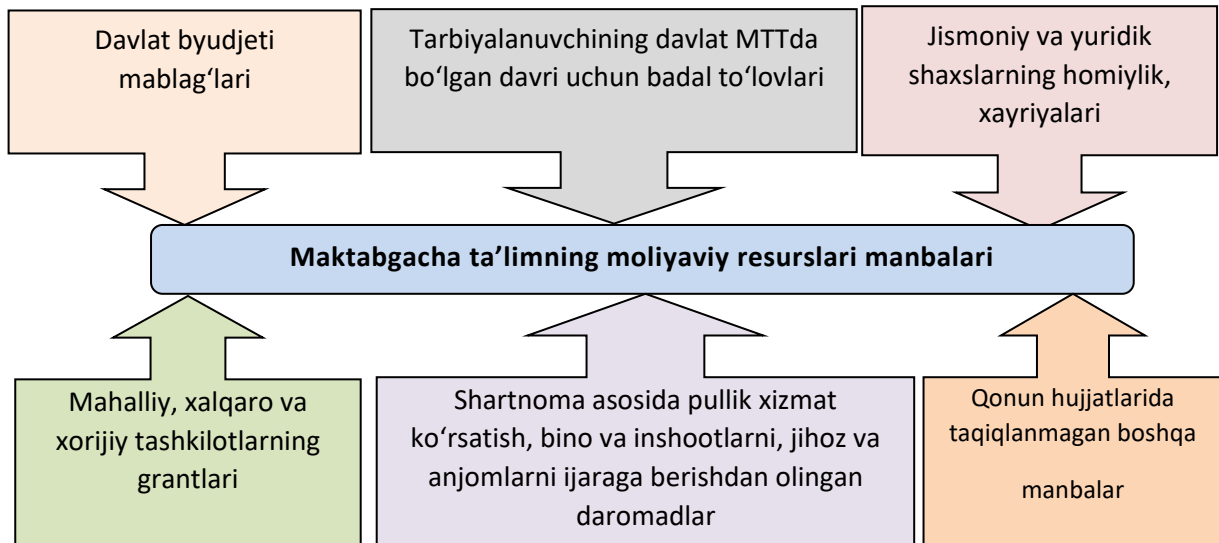 Davlat byudjeti
mablag‘lari
Tarbiyalanuvchining davlat MTTda
bo‘lgan davri uchun badal to‘lovlari
Jismoniy va yuridik
shaxslarning homiylik,
xayriyalari
Maktabgacha ta’limning moliyaviy resurslari manbalari
Mahalliy, xalqaro va
xorijiy tashkilotlarning
grantlari
Shartnoma asosida pullik xizmat
ko‘rsatish, bino va inshootlarni, jihoz va
anjomlarni ijaraga berishdan olingan
daromadlar
Qonun hujjatlarida
taqiqlanmagan boshqa
manbalar